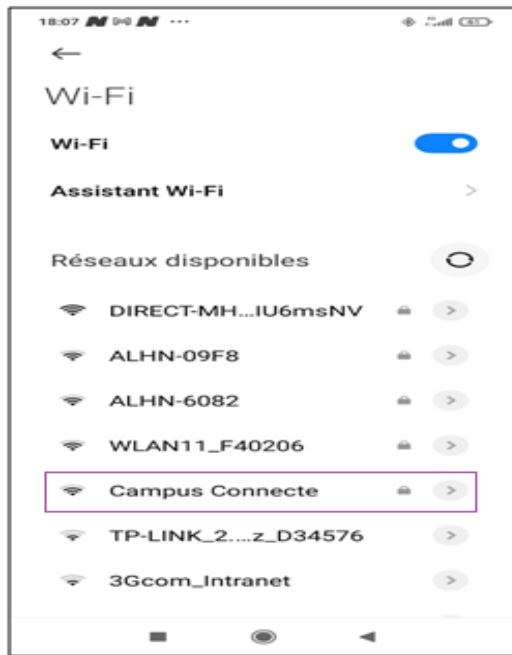 18:07
Wi-Fi
Wi-Fi
Assistant Wi-Fi
Réseaux disponibles
DIRECT-MH...IU6msNV
ALHN-09F8
ALHN-6082
WLAN11_F40206
Campus Connecte
TP-LINK_2....z_D34576
3Gcom_Intranet